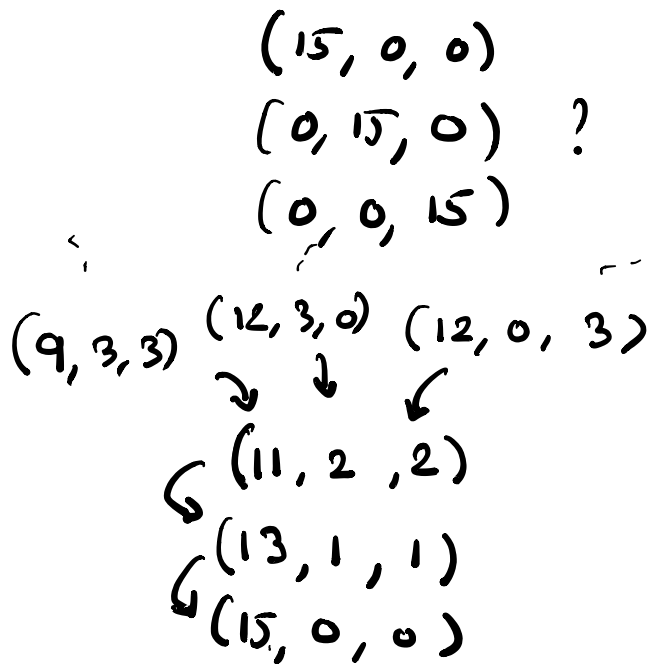 (15, 0, 0)
(0, 15, 0) ?
(0, 0, 15)
(9, 3, 3) (12, 3, 0) (12, 0, 3)
(11, 2, 2)
(13, 1, 1)
(15, 0, 0)